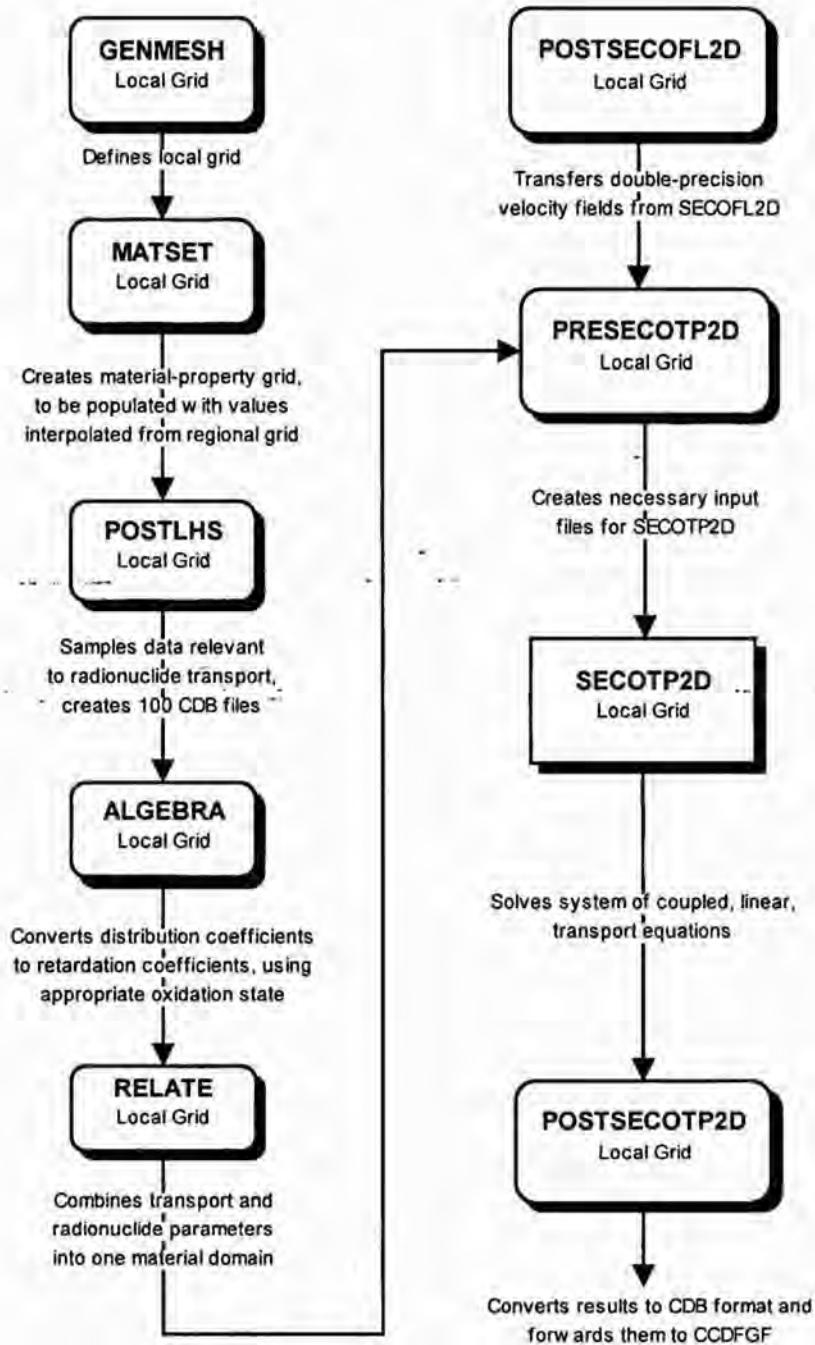 GENMESH
Local Grid
Defines local grid
MATSET
Local Grid
Creates material-property grid,
to be populated with values
interpolated from regional grid
POSTLHS
Local Grid
Samples data relevant
to radionuclide transport,
creates 100 CDB files
ALGEBRA
Local Grid
Converts distribution coefficients
to retardation coefficients, using
appropriate oxidation state
RELATE
Local Grid
Combines transport and
radionuclide parameters
into one material domain
POSTSECOFL2D
Local Grid
Transfers double-precision
velocity fields from SECOFL2D
PRESECOTP2D
Local Grid
Creates necessary input
files for SECOTP2D
SECOTP2D
Local Grid
Solves system of coupled, linear,
transport equations
POSTSECOTP2D
Local Grid
Converts results to CDB format and
forwards them to CCDFGF